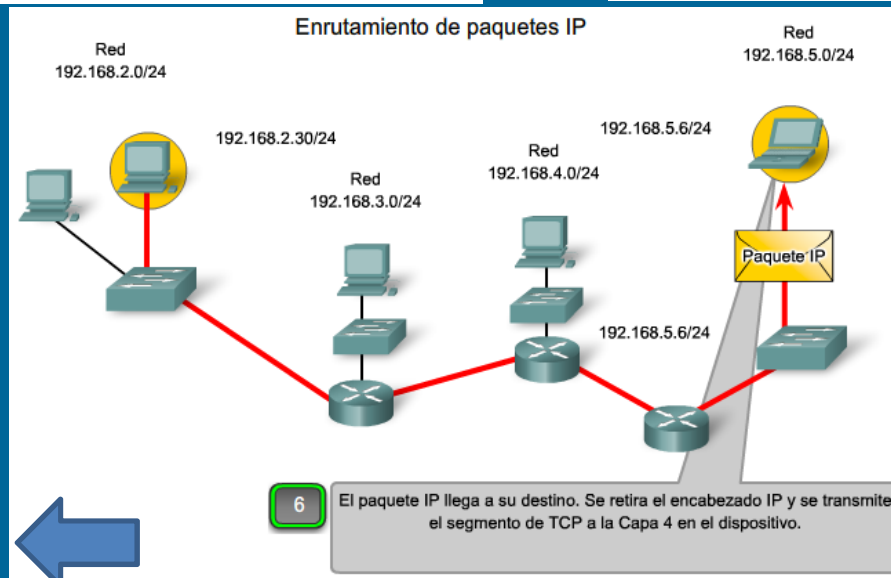 Enrutamiento de paquetes IP
Red
192.168.2.0/24
192.168.2.30/24
Red
192.168.3.0/24
Red
192.168.4.0/24
192.168.5.6/24
Red
192.168.5.0/24
Paquete IP
192.168.5.6/24
6
El paquete IP llega a su destino. Se retira el encabezado IP y se transmite
el segmento de TCP a la Capa 4 en el dispositivo.